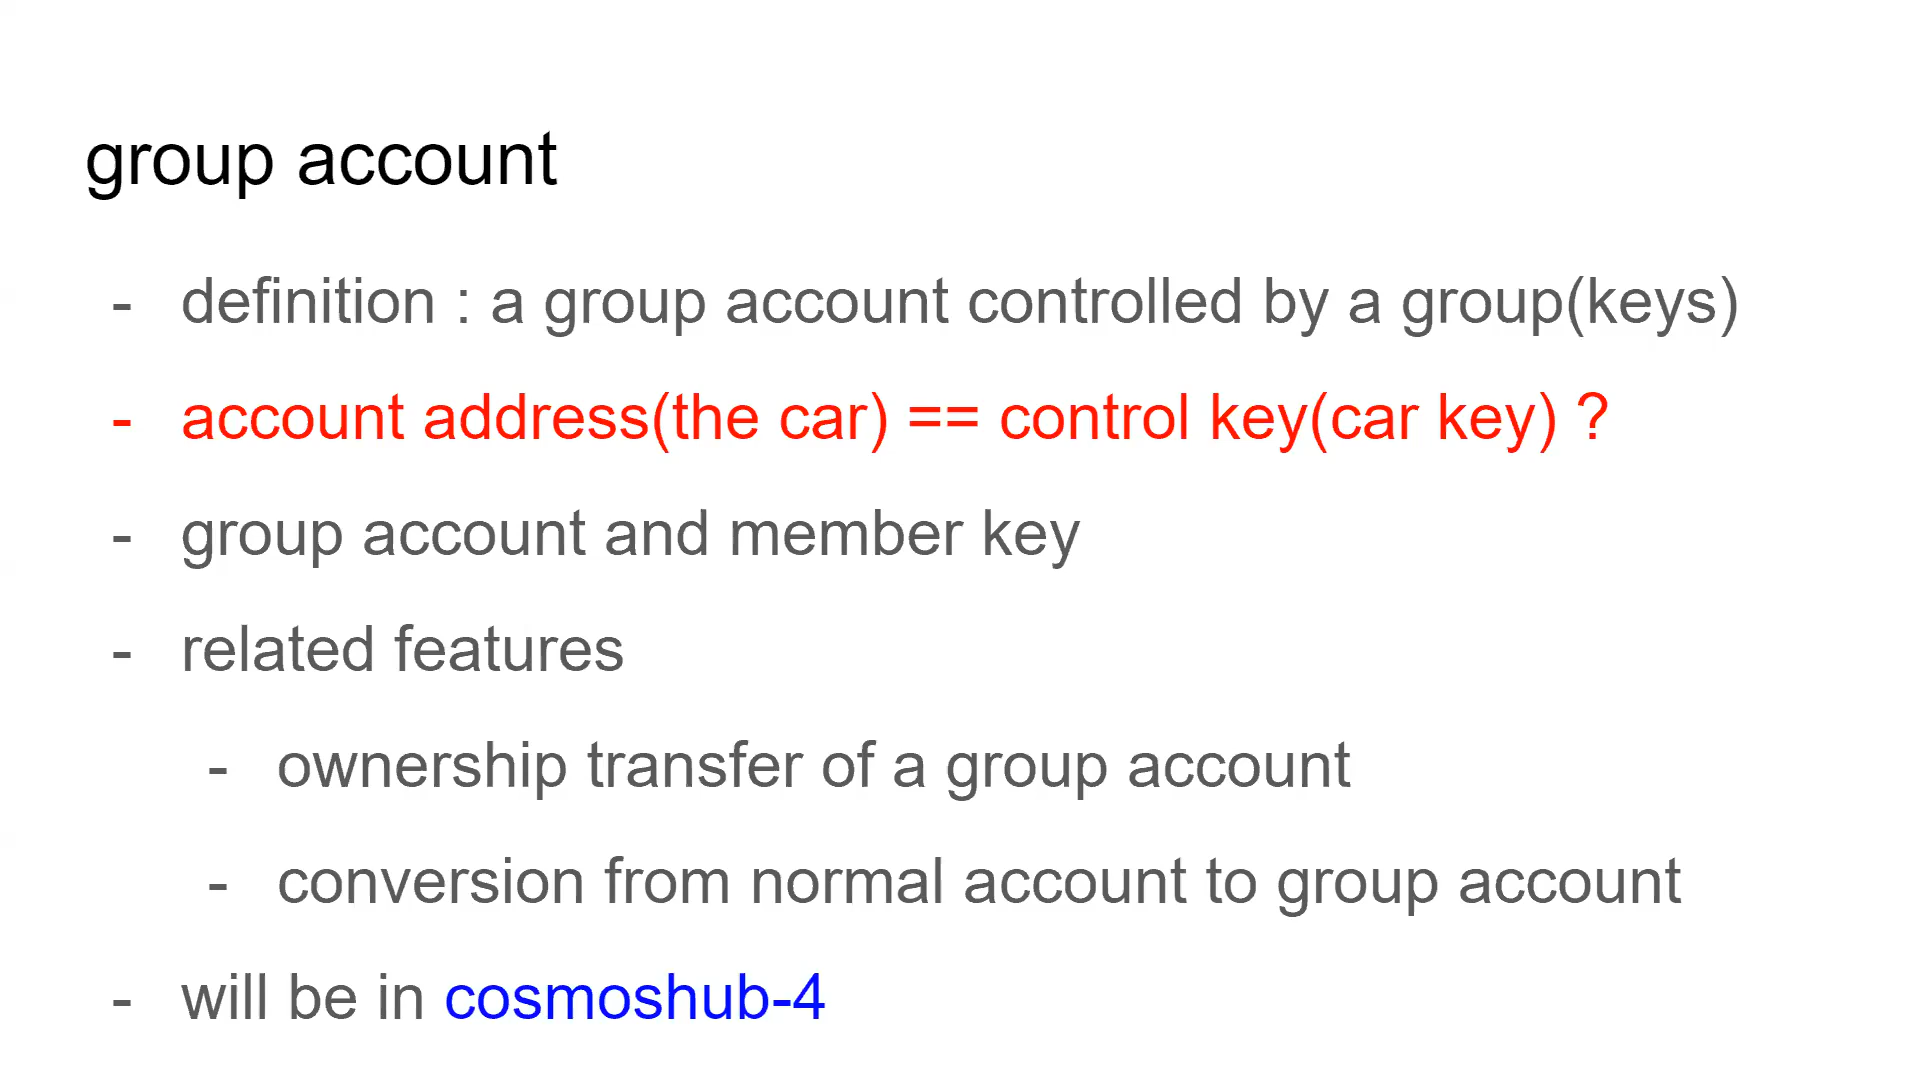 group account
- definition : a group account controlled by a group(keys)
- account address(the car) == control key(car key) ?
- group account and member key
- related features
- ownership transfer of a group account
- conversion from normal account to group account
- will be in cosmoshub-4